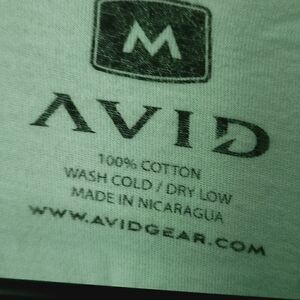 M
AVID
100% COTTON
WASH COLD / DRY LOW
MADE IN NICARAGUA
WWW.AVIDGEAR.COM